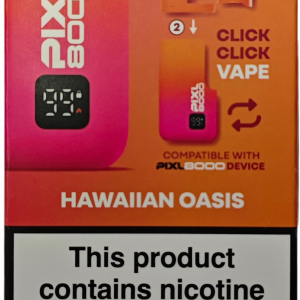 PIXL
8000
99
2
CLICK
CLICK
VAPE
PIXL
8000
COMPATIBLE WITH
PIXL8000 DEVICE
HAWAIIAN OASIS
This product
contains nicotine